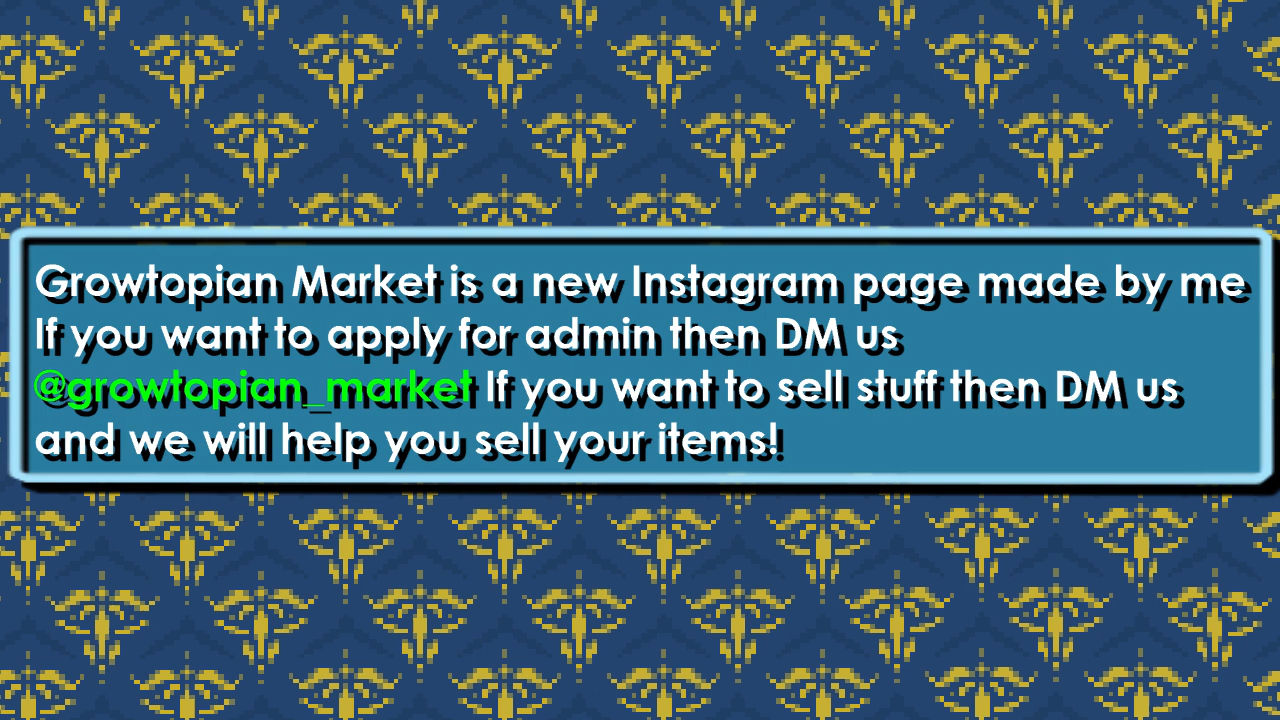 Growtopian Market is a new Instagram page made by me
If you want to apply for admin then DM us
@growtopian_market If you want to sell stuff then DM us
and we will help you sell your items!